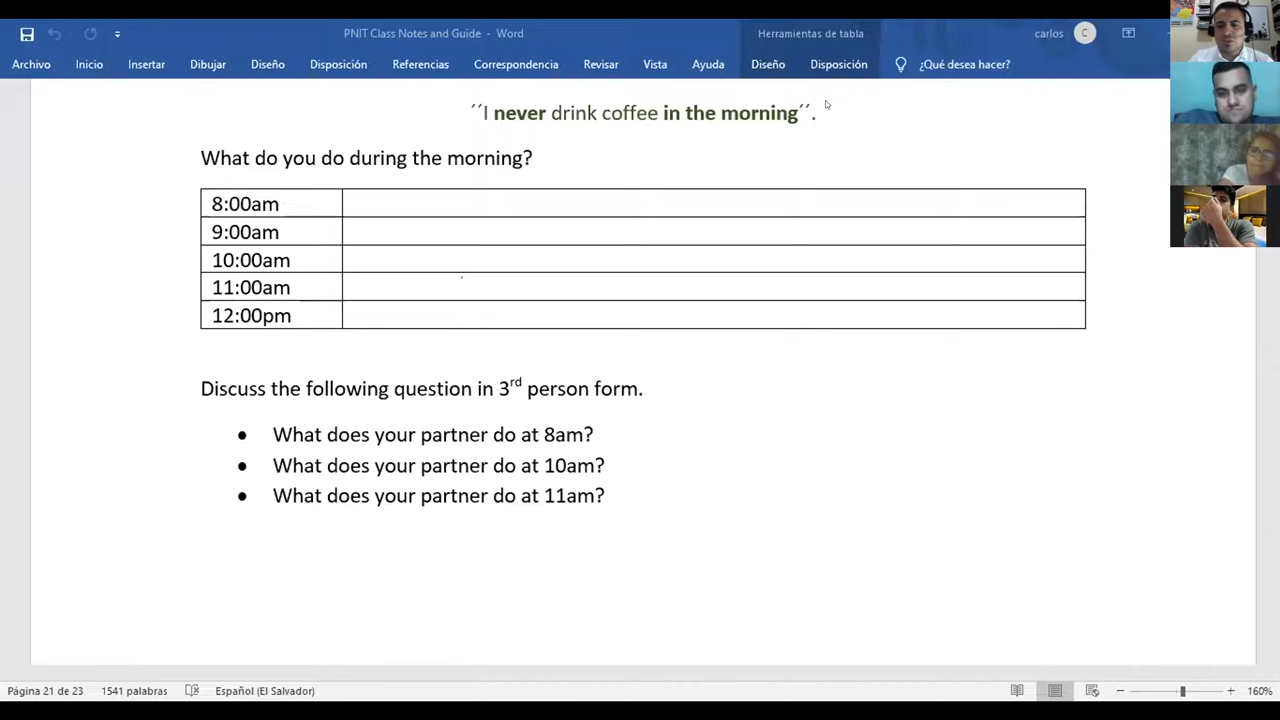 PNIT Class Notes and Guide - Word
Herramientas de tabla
carlos
C
Archivo
Inicio
Insertar
Dibujar
Diseño
Disposición
Referencias
Correspondencia
Revisar
Vista
Ayuda
Diseño
Disposición
¿Qué desea hacer?
´´I never drink coffee in the morning´´.
What do you do during the morning?
8:00am
9:00am
10:00am
11:00am
12:00pm
Discuss the following question in 3rd person form.
• What does your partner do at 8am?
• What does your partner do at 10am?
• What does your partner do at 11am?
Página 21 de 23
1541 palabras
Español (El Salvador)
160%